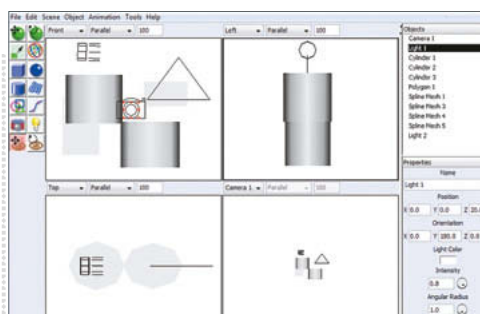 File Edit Scene Object Animation Tools Help
Front Parallel 100
Left Parallel 100
Objects
Camera 1
Light 1
Cylinder 1
Cylinder 2
Cylinder 3
Polygon 1
Spline Mesh 1
Spline Mesh 3
Spline Mesh 4
Spline Mesh 5
Light 2
Top Parallel 100
Camera 1 Parallel 100
Properties
Name
Light 1
Position
X 0.0 Y 0.0 Z 20.0
Orientation
X 0.0 Y 180.0 Z 0.0
Light Color
Intensity
0.8
Angular Radius
1.0